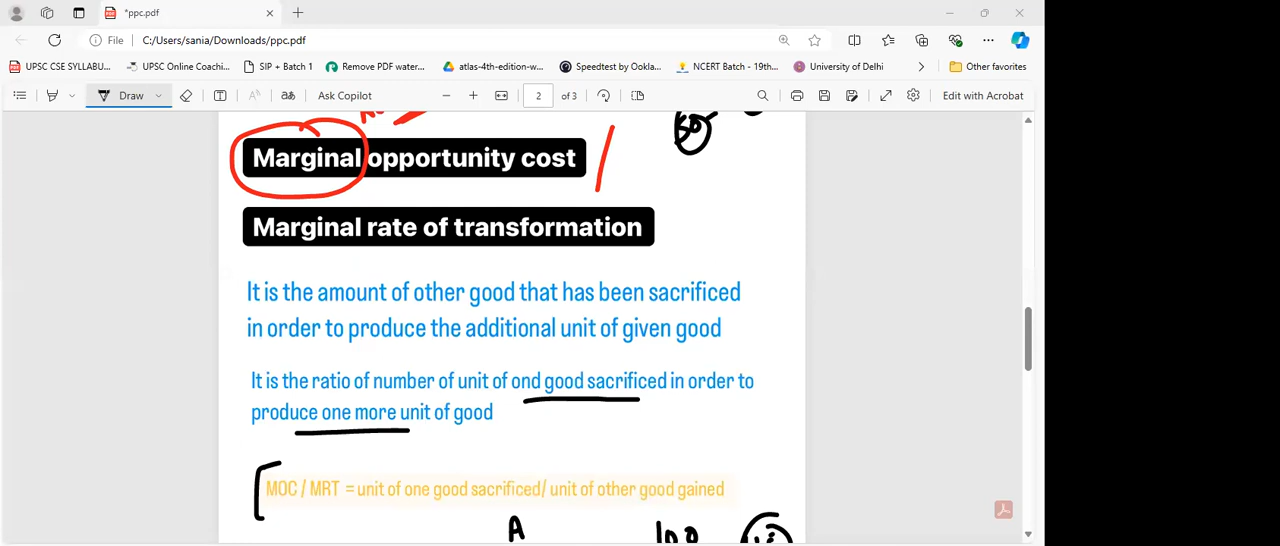 *ppc.pdf
File C:/Users/sania/Downloads/ppc.pdf
UPSC CSE SYLLABU... UPSC Online Coachi... SIP + Batch 1 Remove PDF water... atlas-4th-edition-w... Speedtest by Ookla... NCERT Batch - 19th... University of Delhi Other favorites
Draw Ask Copilot 2 of 3 Edit with Acrobat
50
Marginal opportunity cost
Marginal rate of transformation
It is the amount of other good that has been sacrificed
in order to produce the additional unit of given good
It is the ratio of number of unit of ond good sacrificed in order to
produce one more unit of good
MOC / MRT = unit of one good sacrificed/ unit of other good gained
A